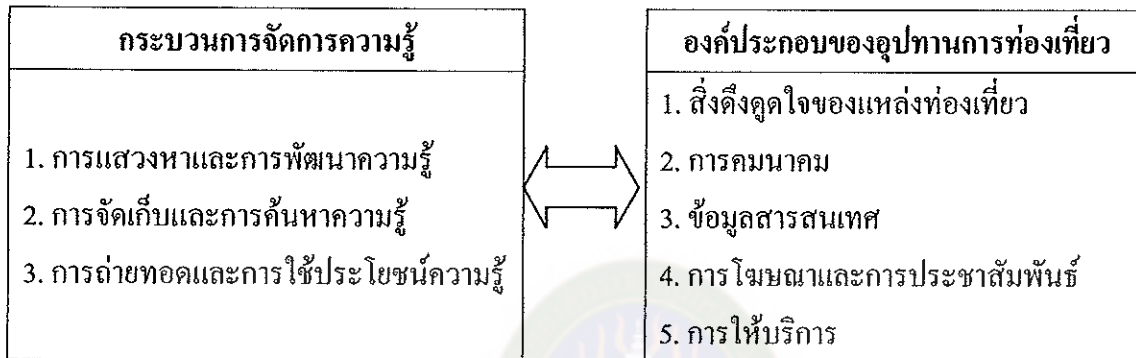 กระบวนการจัดการความรู้
1. การแสวงหาและการพัฒนาความรู้
2. การจัดเก็บและการค้นหาความรู้
3. การถ่ายทอดและการใช้ประโยชน์ความรู้
องค์ประกอบของอุปทานการท่องเที่ยว
1. สิ่งดึงดูดใจของแหล่งท่องเที่ยว
2. การคมนาคม
3. ข้อมูลสารสนเทศ
4. การโฆษณาและการประชาสัมพันธ์
5. การให้บริการ